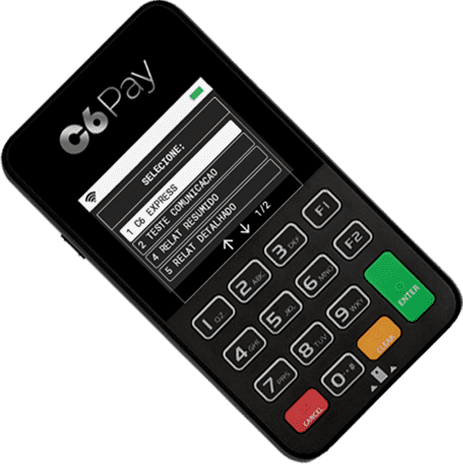 C6 Pay
SELECIONE:
1 C6 EXPRESS
2 TESTE COMUNICACAO
4 RELAT RESUMIDO
5 RELAT DETALHADO
1/2
F1
F2
1 QZ
2 ABC
3 DEF
4 GHI
5 JKL
6 MNO
7 PRS
8 TUV
9 WXY
0
ENTER
CLEAR
CANCEL